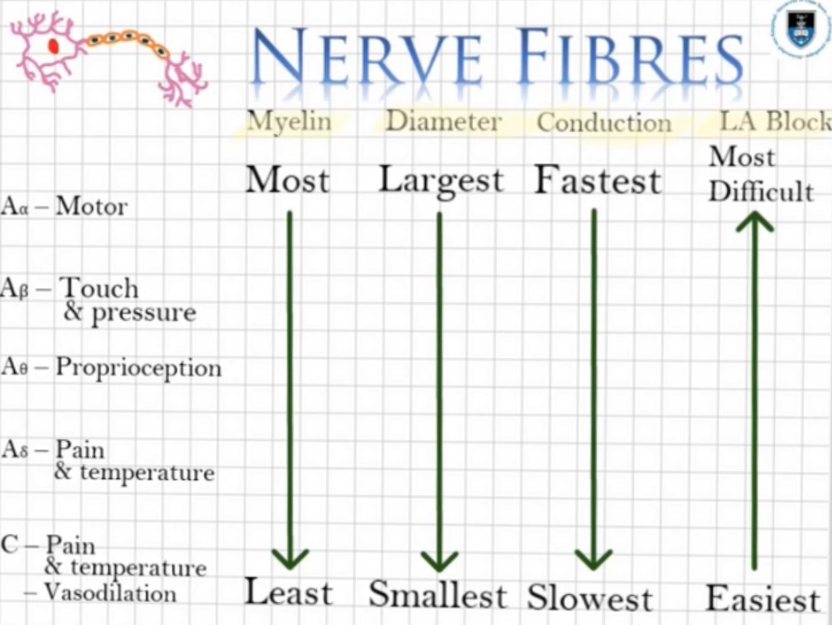 NERVE FIBRES
Myelin Diameter Conduction LA Block
Most Largest Fastest Most Difficult
Aα – Motor
Aβ – Touch
& pressure
Aθ – Proprioception
Aδ – Pain
& temperature
C – Pain
& temperature
– Vasodilation
Least Smallest Slowest Easiest